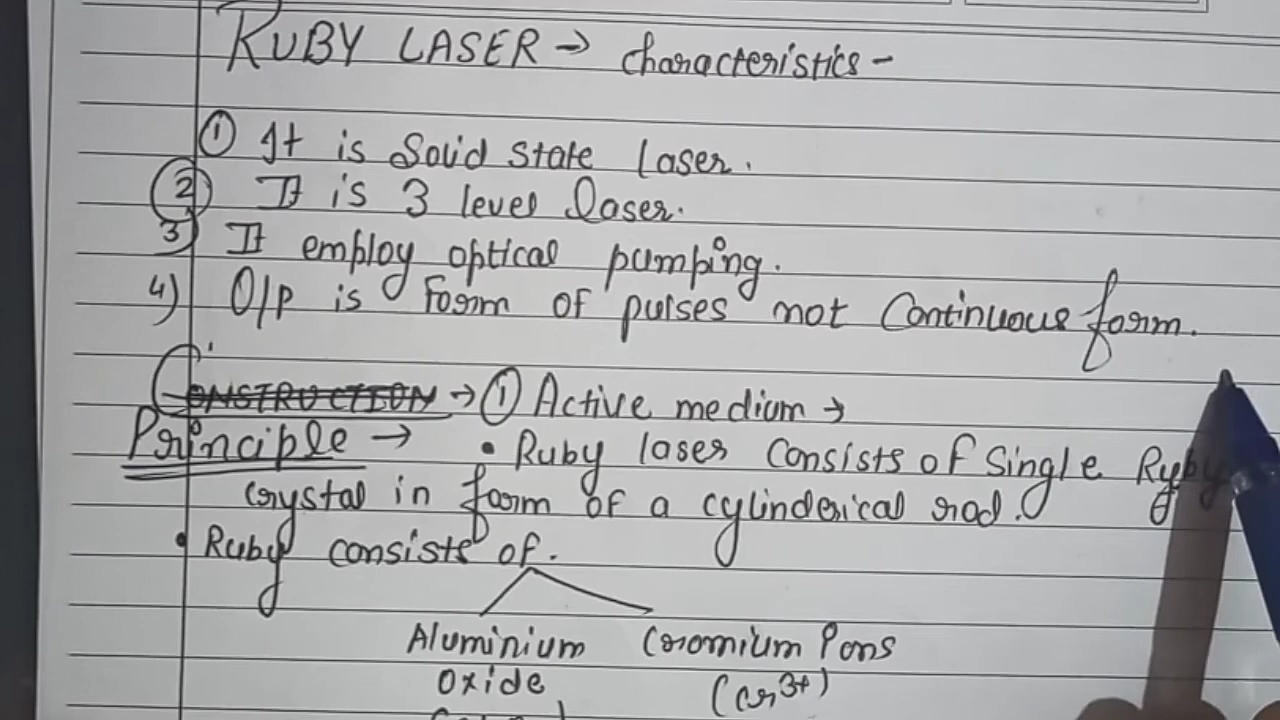 RUBY LASER → characteristics -
① It is Solid state laser.
② It is 3 level laser.
3) It employ optical pumping.
4) O/P is form of pulses not continuous form.
CONSTRUCTION → ① Active medium →
Principle → • Ruby laser consists of single Ruby
crystal in form of a cylinderical rod.
• Ruby consists of.
Aluminium Cromium Ions
Oxide (Cr³⁺)